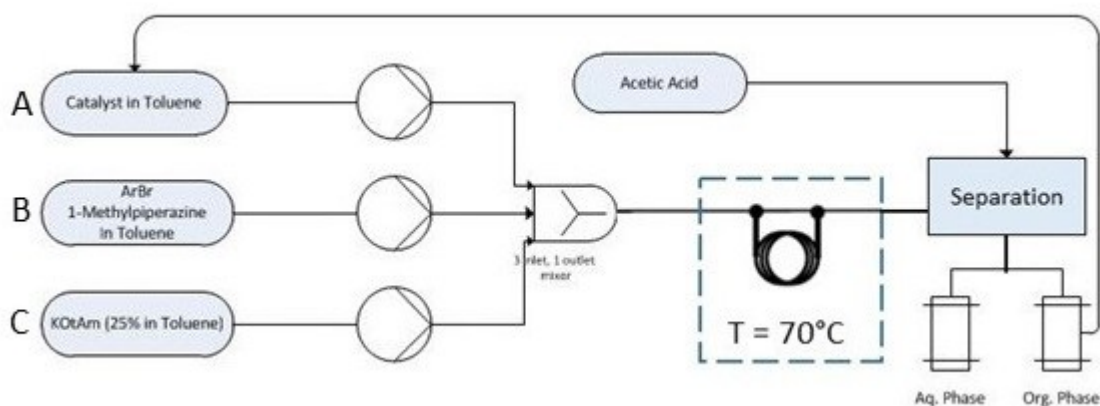 A
Catalyst in Toluene
Acetic Acid
B
ArBr
1-Methylpiperazine
In Toluene
Separation
3 inlet, 1 outlet
mixor
C
KOtAm (25% in Toluene)
T = 70°C
Aq. Phase
Org. Phase